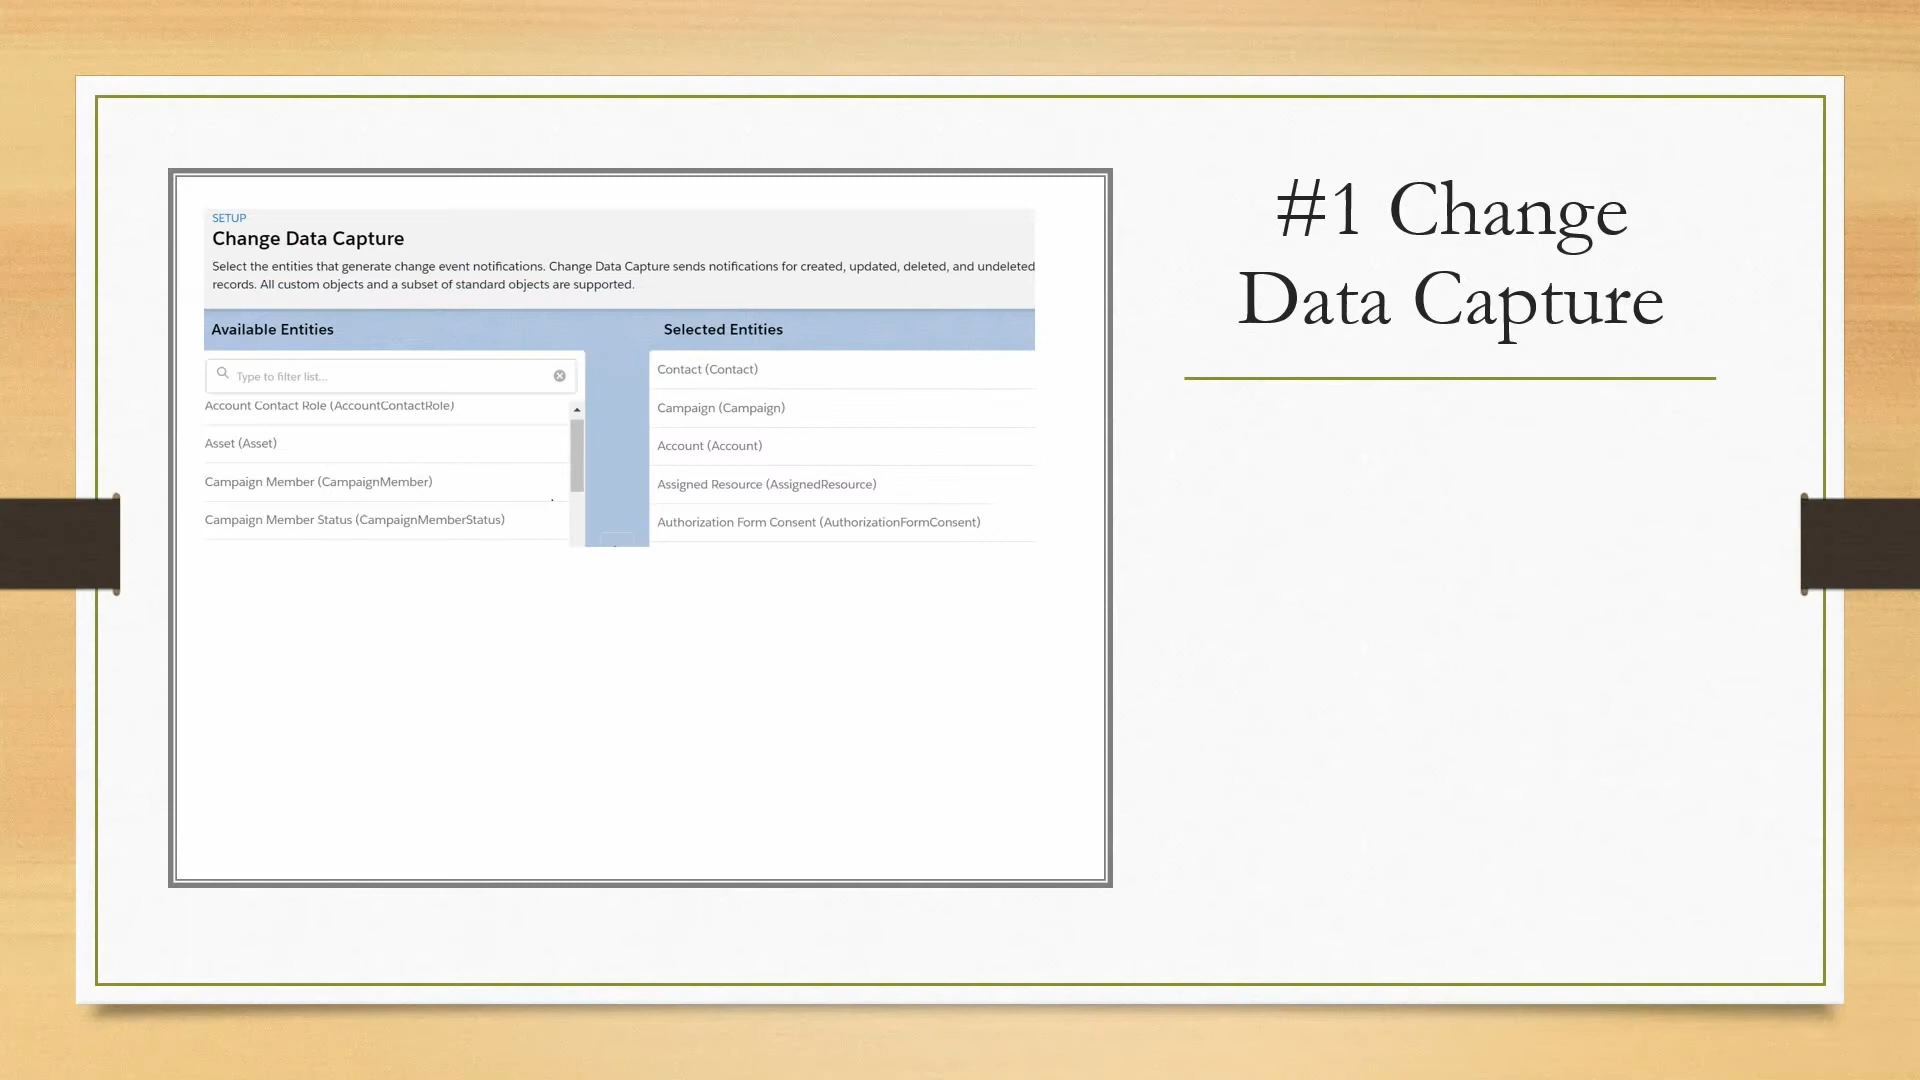 SETUP
Change Data Capture
Select the entities that generate change event notifications. Change Data Capture sends notifications for created, updated, deleted, and undeleted
records. All custom objects and a subset of standard objects are supported.
Available Entities
Type to filter list...
Account Contact Role (AccountContactRole)
Asset (Asset)
Campaign Member (CampaignMember)
Campaign Member Status (CampaignMemberStatus)
Selected Entities
Contact (Contact)
Campaign (Campaign)
Account (Account)
Assigned Resource (AssignedResource)
Authorization Form Consent (AuthorizationFormConsent)
#1 Change
Data Capture